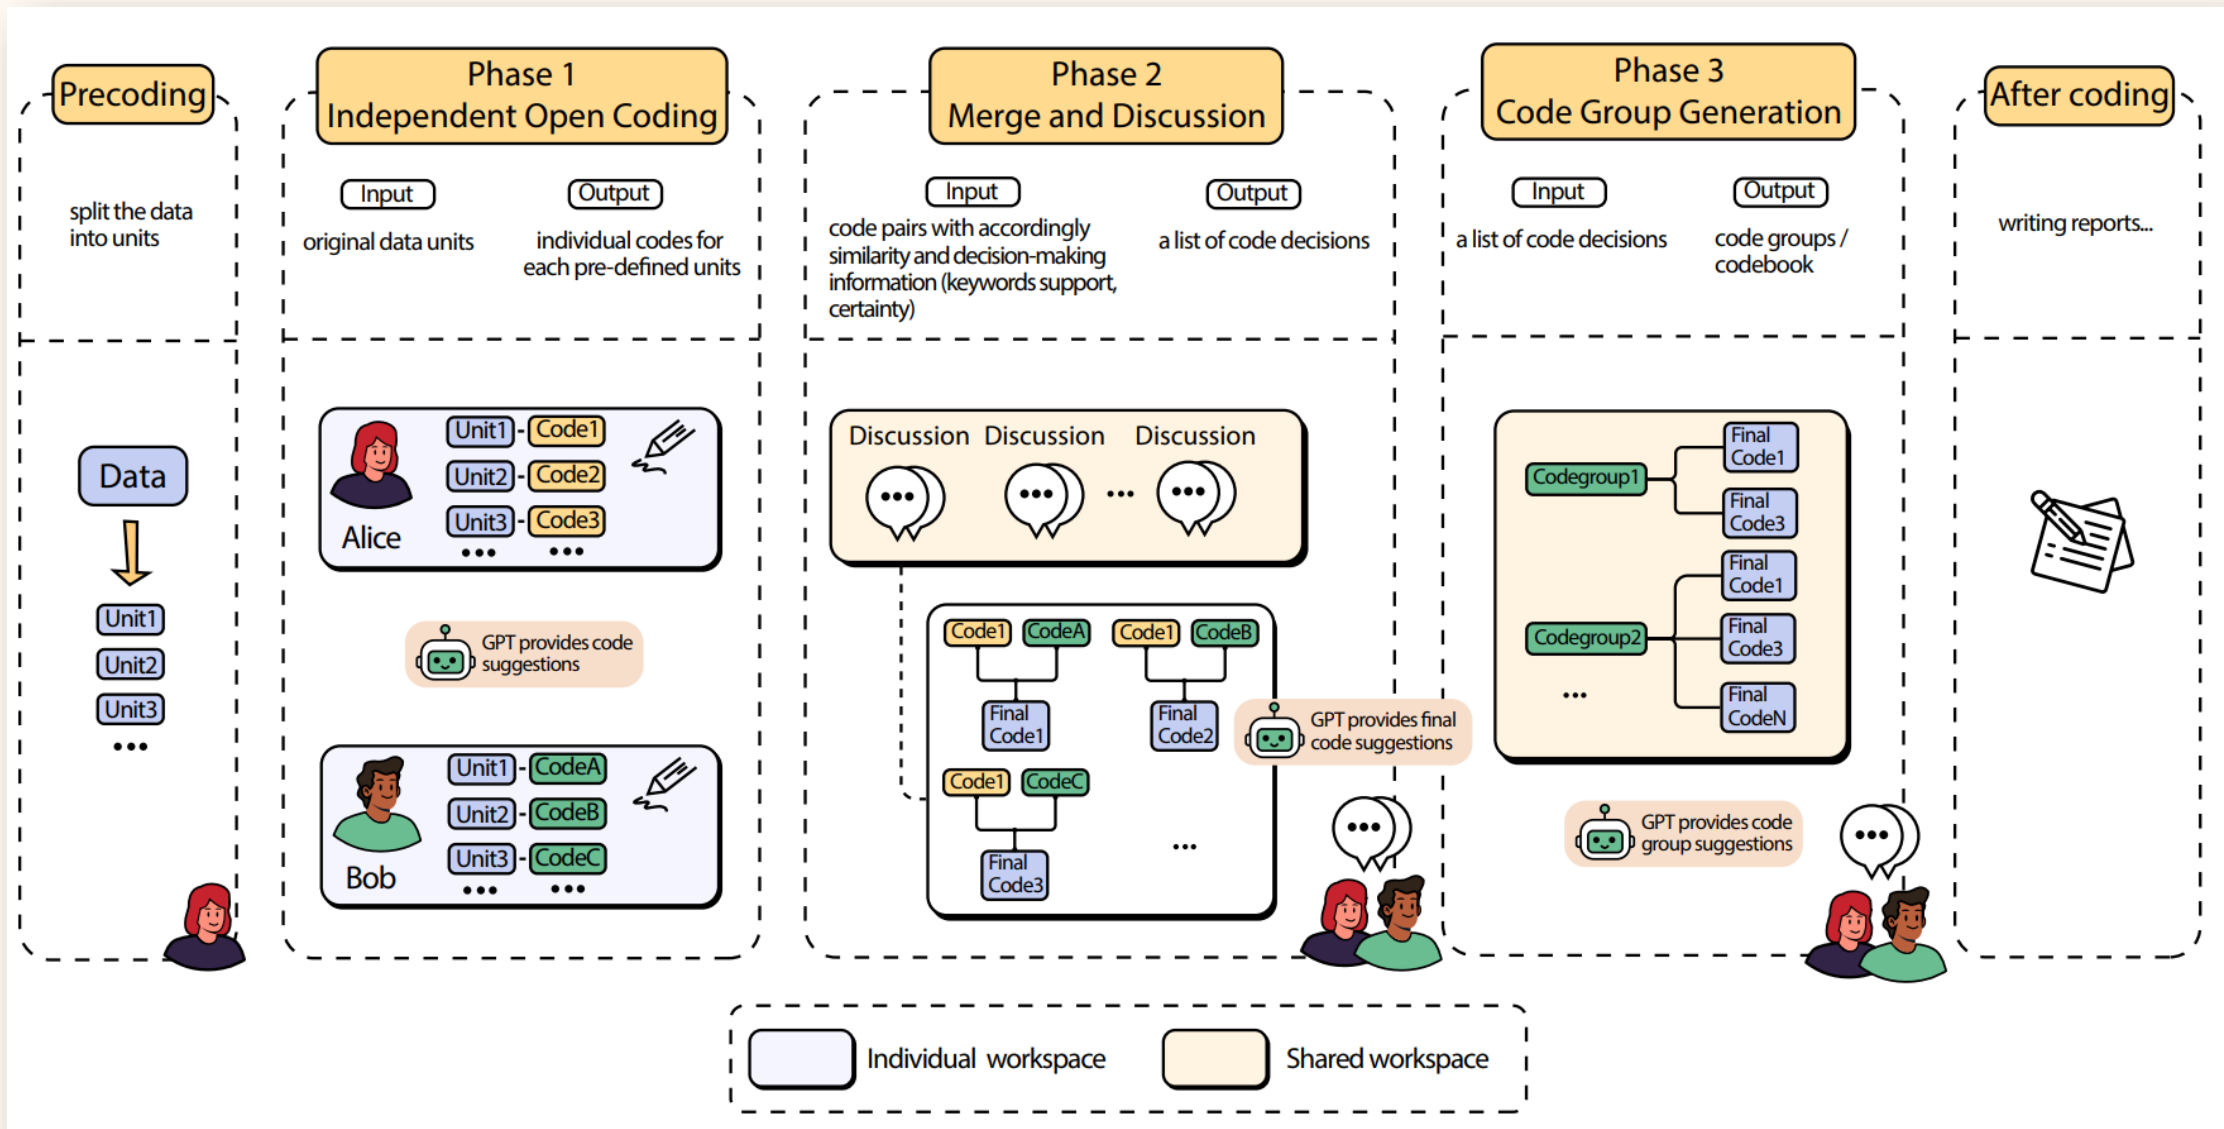 Precoding
split the data
into units
Data
Unit1
Unit2
Unit3
...
Phase 1
Independent Open Coding
Input
original data units
Output
individual codes for
each pre-defined units
Unit1 - Code1
Unit2 - Code2
Unit3 - Code3
... ...
Alice
GPT provides code
suggestions
Unit1 - CodeA
Unit2 - CodeB
Unit3 - CodeC
... ...
Bob
Phase 2
Merge and Discussion
Input
code pairs with accordingly
similarity and decision-making
information (keywords support,
certainty)
Output
a list of code decisions
Discussion Discussion Discussion
... ... ... ...
Code1 CodeA Code1 CodeB
Final
Code1
Final
Code2
Code1 CodeC
Final
Code3
...
GPT provides final
code suggestions
...
Phase 3
Code Group Generation
Input
a list of code decisions
Output
code groups /
codebook
Codegroup1
Final
Code1
Final
Code3
Codegroup2
Final
Code1
Final
Code3
Final
CodeN
...
GPT provides code
group suggestions
...
After coding
writing reports...
Individual workspace
Shared workspace